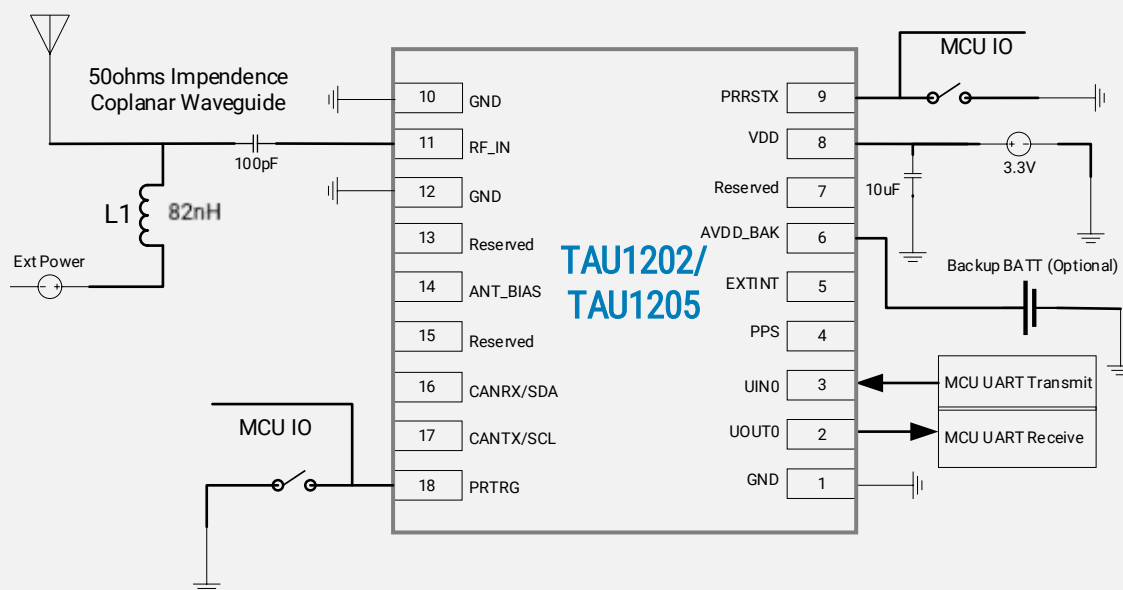 50ohms Impendence
Coplanar Waveguide
100pF
L1
82nH
Ext Power
MCU IO
10
GND
11
RF_IN
12
GND
13
Reserved
14
ANT_BIAS
15
Reserved
16
CANRX/SDA
17
CANTX/SCL
18
PRTRG
TAU1202/
TAU1205
PRRSTX
9
VDD
8
Reserved
7
AVDD_BAK
6
EXTINT
5
PPS
4
UIN0
3
UOUT0
2
GND
1
MCU IO
3.3V
10uF
Backup BATT (Optional)
MCU UART Transmit
MCU UART Receive